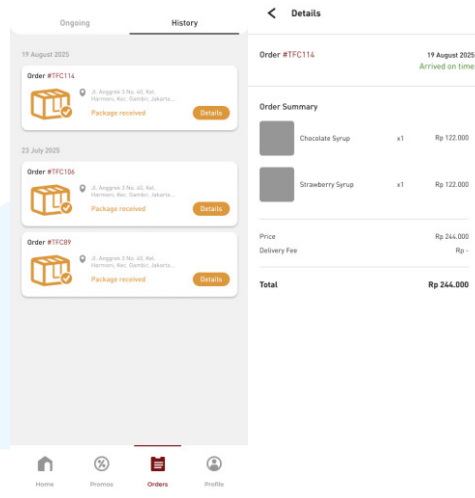 Ongoing
History
19 August 2025
Order #TFC114
Jl. Anggrek 3 No. 40, Kel.
Harmoni, Kec. Gambir, Jakarta...
Package received
Details
23 July 2025
Order #TFC106
Jl. Anggrek 3 No. 40, Kel.
Harmoni, Kec. Gambir, Jakarta...
Package received
Details
Order #TFC89
Jl. Anggrek 3 No. 40, Kel.
Harmoni, Kec. Gambir, Jakarta...
Package received
Details
Home
Promos
Orders
Profile
Details
Order #TFC114
19 August 2025
Arrived on time
Order Summary
Chocolate Syrup x1 Rp 122.000
Strawberry Syrup x1 Rp 122.000
Price Rp 244.000
Delivery Fee Rp -
Total Rp 244.000